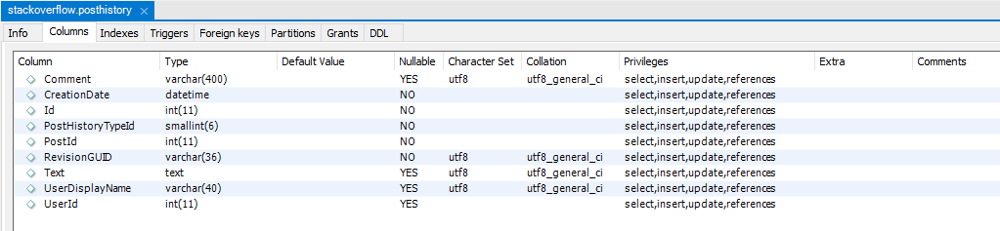 stackoverflow.posthistory
Info Columns Indexes Triggers Foreign keys Partitions Grants DDL
Column Type Default Value Nullable Character Set Collation Privileges Extra Comments
Comment varchar(400) YES utf8 utf8_general_ci select,insert,update,references
CreationDate datetime NO select,insert,update,references
Id int(11) NO select,insert,update,references
PostHistoryTypeId smallint(6) NO select,insert,update,references
PostId int(11) NO select,insert,update,references
RevisionGUID varchar(36) NO utf8 utf8_general_ci select,insert,update,references
Text text YES utf8 utf8_general_ci select,insert,update,references
UserDisplayName varchar(40) YES utf8 utf8_general_ci select,insert,update,references
UserId int(11) YES select,insert,update,references